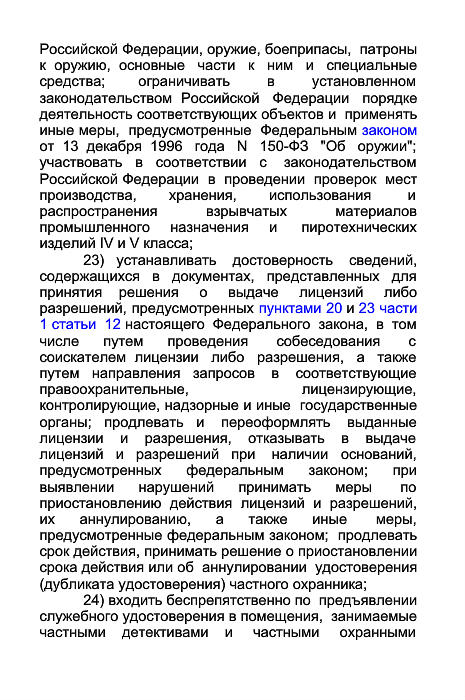 Российской Федерации, оружие, боеприпасы, патроны
к оружию, основные части к ним и специальные
средства; ограничивать в установленном
законодательством Российской Федерации порядке
деятельность соответствующих объектов и применять
иные меры, предусмотренные Федеральным законом
от 13 декабря 1996 года N 150-ФЗ "Об оружии";
участвовать в соответствии с законодательством
Российской Федерации в проведении проверок мест
производства, хранения, использования и
распространения взрывчатых материалов
промышленного назначения и пиротехнических
изделий IV и V класса;
23) устанавливать достоверность сведений,
содержащихся в документах, представленных для
принятия решения о выдаче лицензий либо
разрешений, предусмотренных пунктами 20 и 23 части
1 статьи 12 настоящего Федерального закона, в том
числе путем проведения собеседования с
соискателем лицензии либо разрешения, а также
путем направления запросов в соответствующие
правоохранительные, лицензирующие,
контролирующие, надзорные и иные государственные
органы; продлевать и переоформлять выданные
лицензии и разрешения, отказывать в выдаче
лицензий и разрешений при наличии оснований,
предусмотренных федеральным законом; при
выявлении нарушений принимать меры по
приостановлению действия лицензий и разрешений,
их аннулированию, а также иные меры,
предусмотренные федеральным законом; продлевать
срок действия, принимать решение о приостановлении
срока действия или об аннулировании удостоверения
(дубликата удостоверения) частного охранника;
24) входить беспрепятственно по предъявлении
служебного удостоверения в помещения, занимаемые
частными детективами и частными охранными